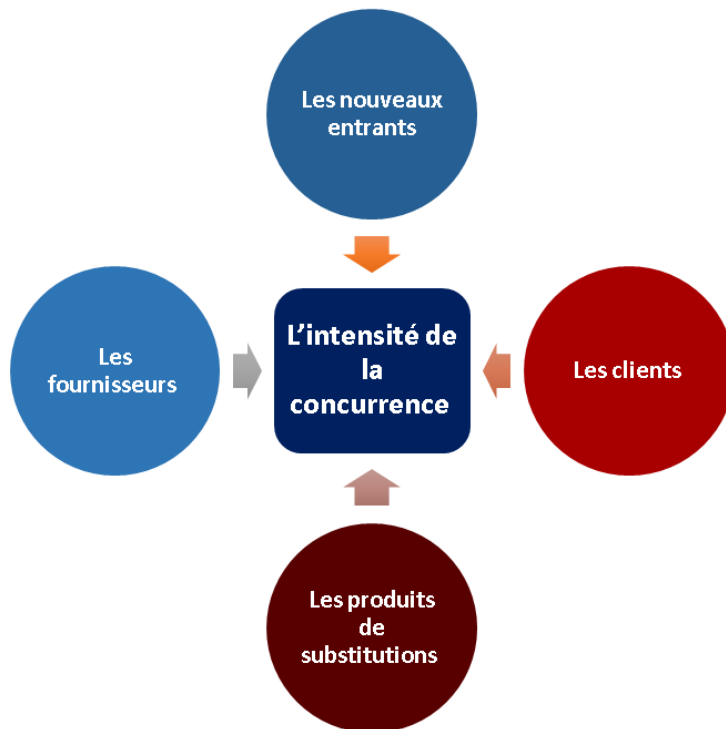 Les nouveaux
entrants
L’intensité de
la
concurrence
Les
fournisseurs
Les clients
Les produits
de
substitutions